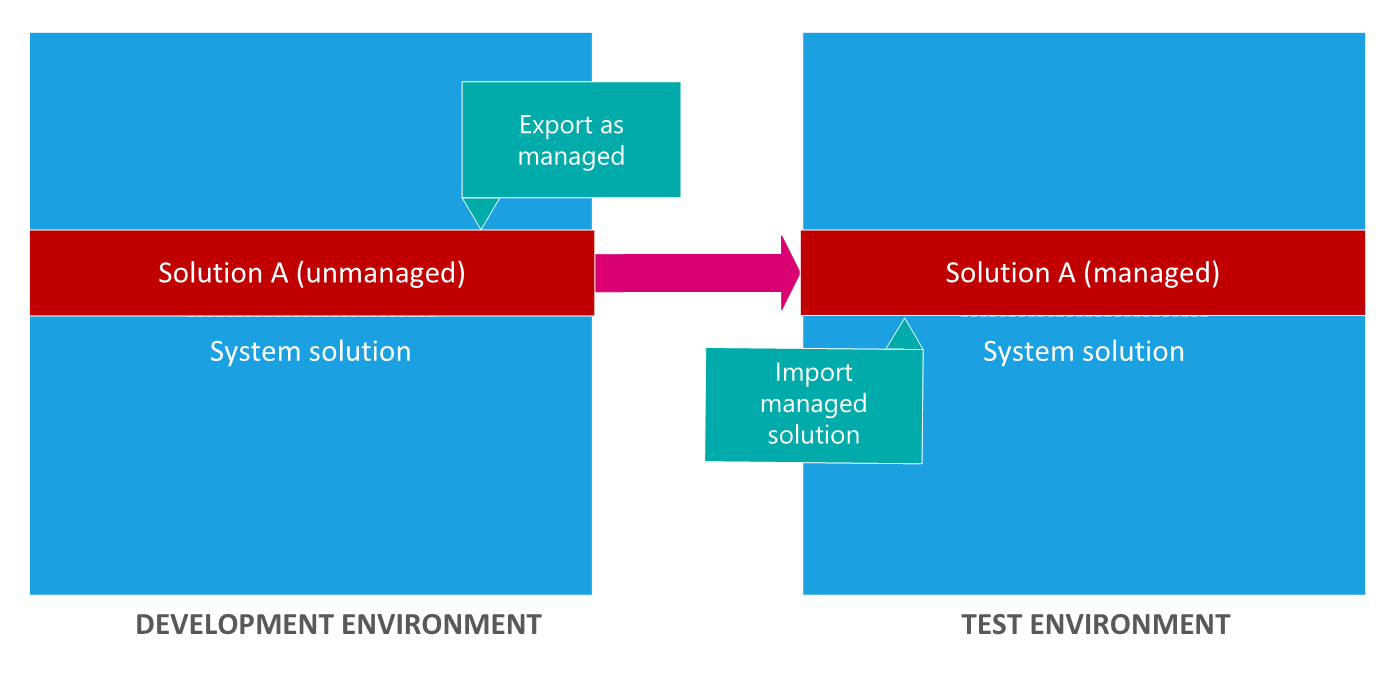 Export as
managed
Solution A (unmanaged)
Solution A (managed)
System solution
System solution
Import
managed
solution
DEVELOPMENT ENVIRONMENT
TEST ENVIRONMENT